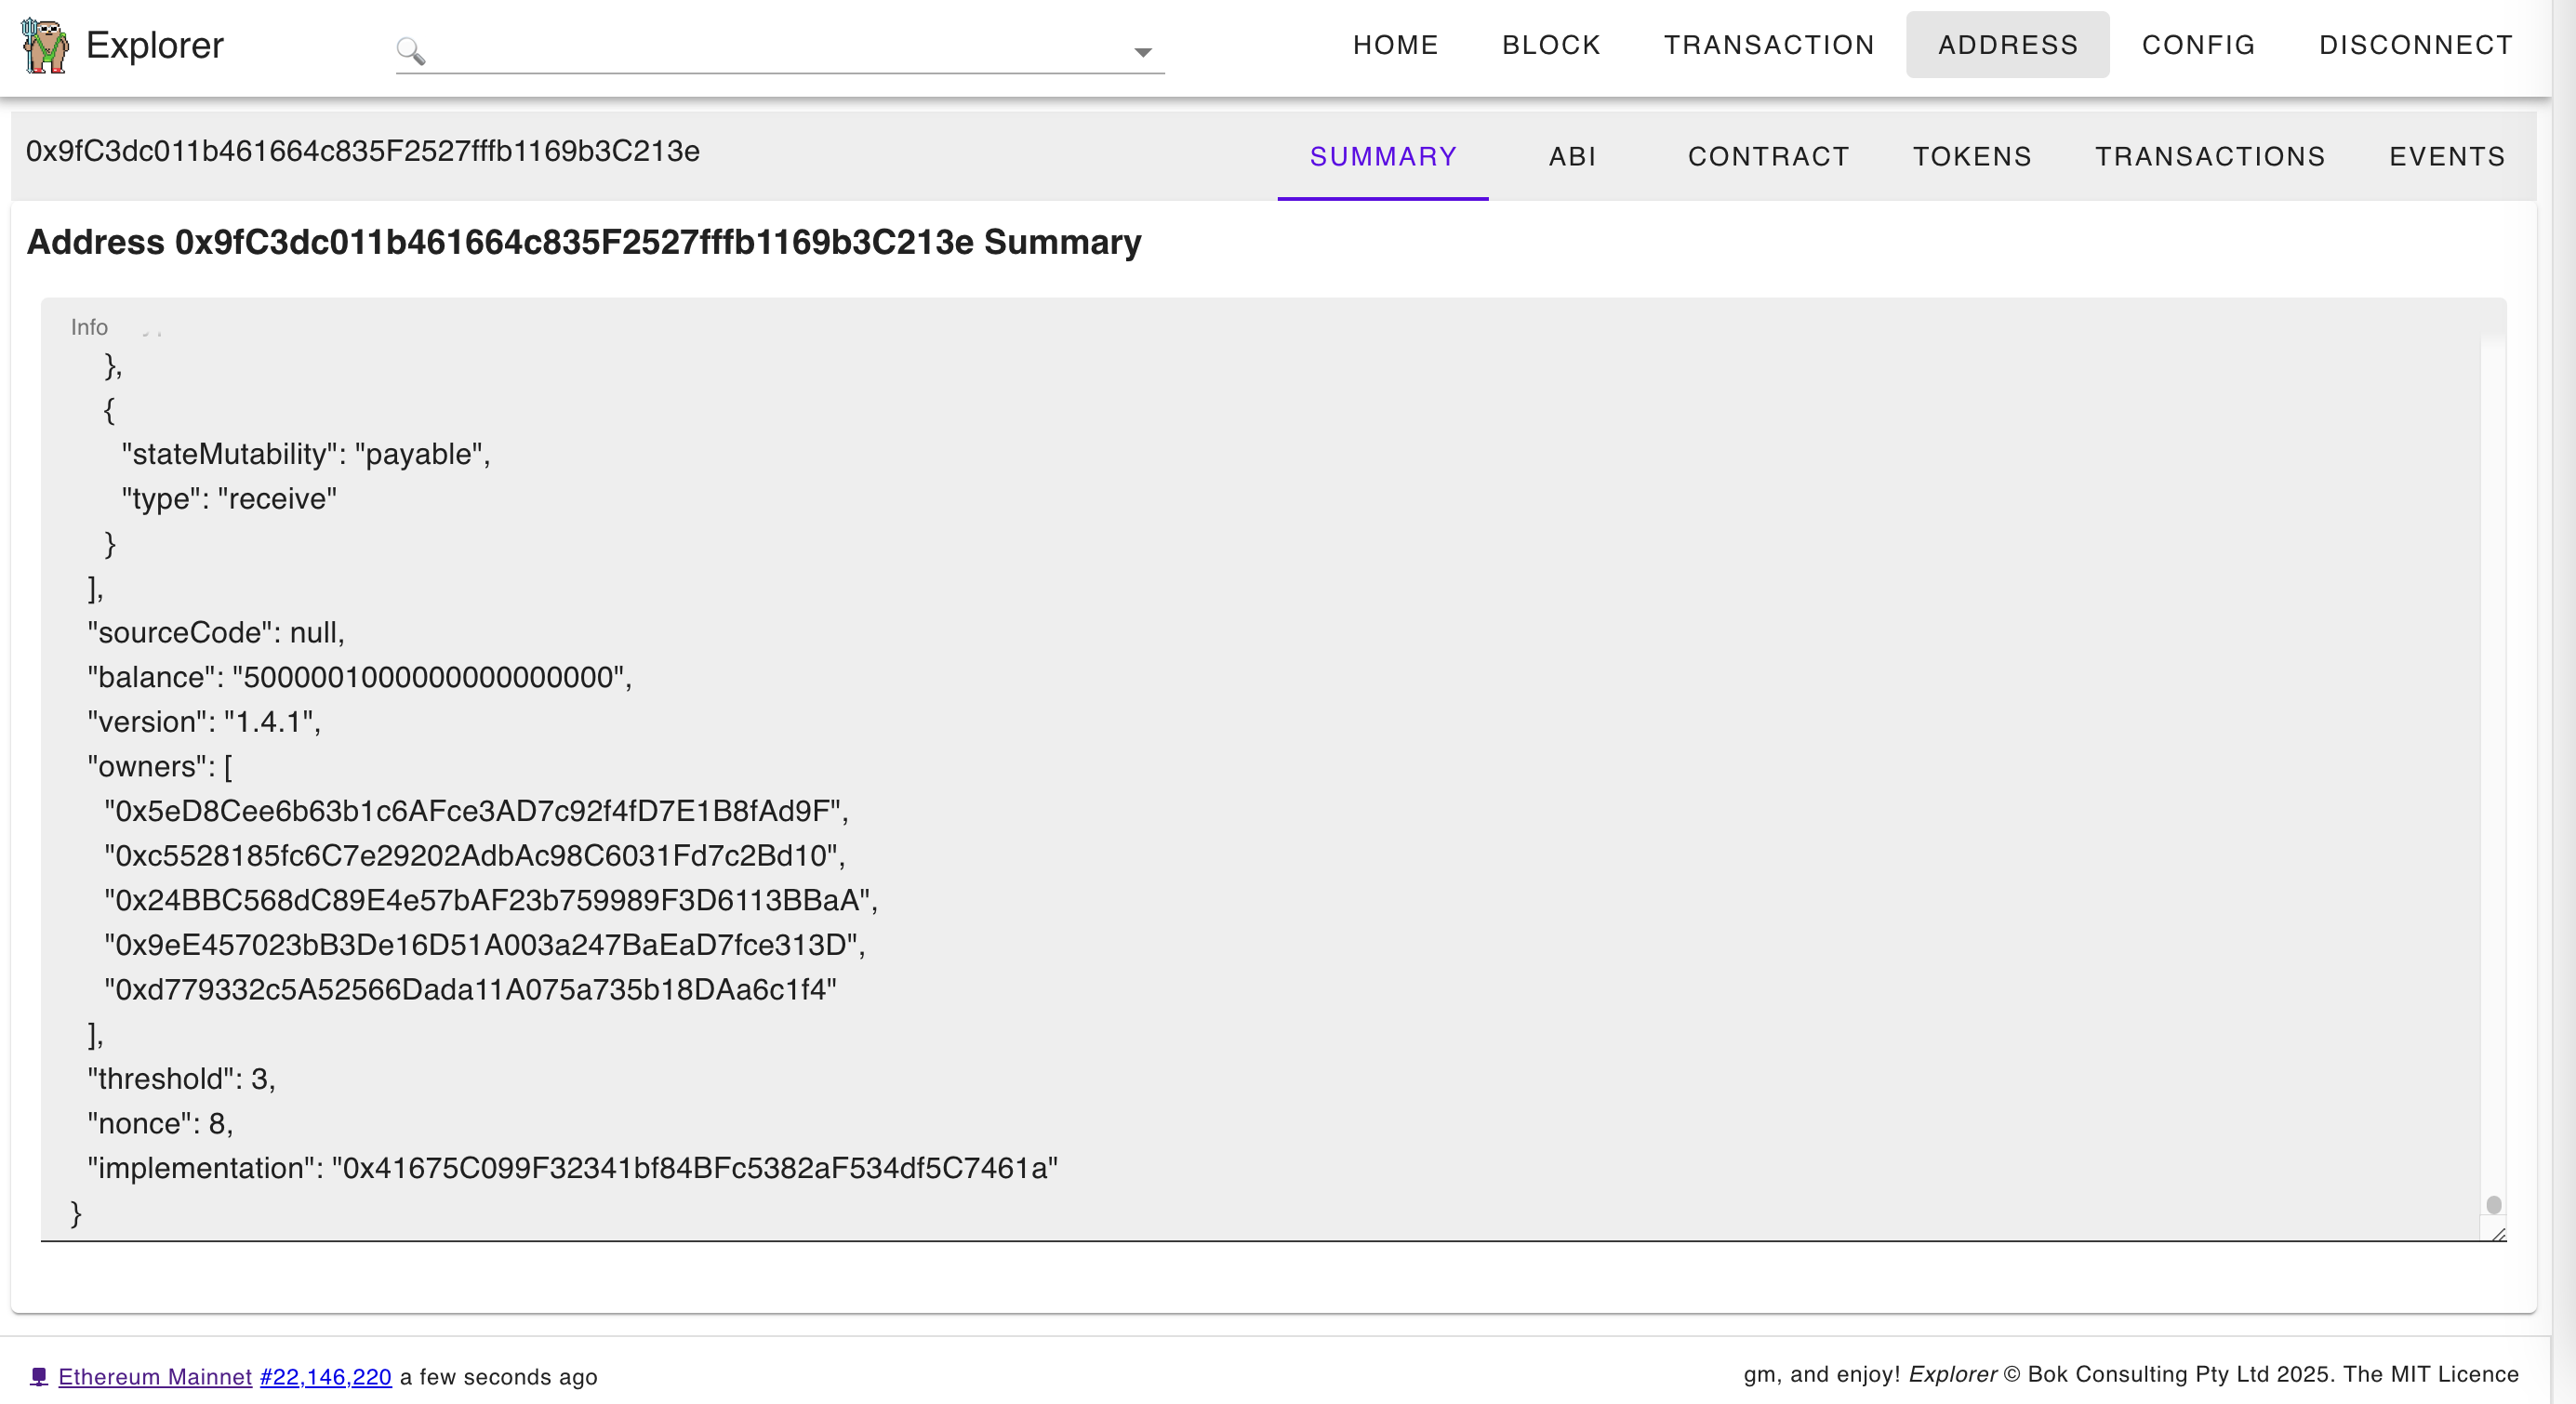 Explorer
HOME BLOCK TRANSACTION ADDRESS CONFIG DISCONNECT
0x9fC3dc011b461664c835F2527fffb1169b3C213e
SUMMARY ABI CONTRACT TOKENS TRANSACTIONS EVENTS
Address 0x9fC3dc011b461664c835F2527fffb1169b3C213e Summary
Info
},
{
"stateMutability": "payable",
"type": "receive"
}
],
"sourceCode": null,
"balance": "5000001000000000000000",
"version": "1.4.1",
"owners": [
"0x5eD8Cee6b63b1c6AFce3AD7c92f4fD7E1B8fAd9F",
"0xc5528185fc6C7e29202AdbAc98C6031Fd7c2Bd10",
"0x24BBC568dC89E4e57bAF23b759989F3D6113BBaA",
"0x9eE457023bB3De16D51A003a247BaEaD7fce313D",
"0xd779332c5A52566Dada11A075a735b18DAa6c1f4"
],
"threshold": 3,
"nonce": 8,
"implementation": "0x41675C099F32341bf84BFc5382aF534df5C7461a"
}
Ethereum Mainnet #22,146,220 a few seconds ago
gm, and enjoy! Explorer © Bok Consulting Pty Ltd 2025. The MIT Licence